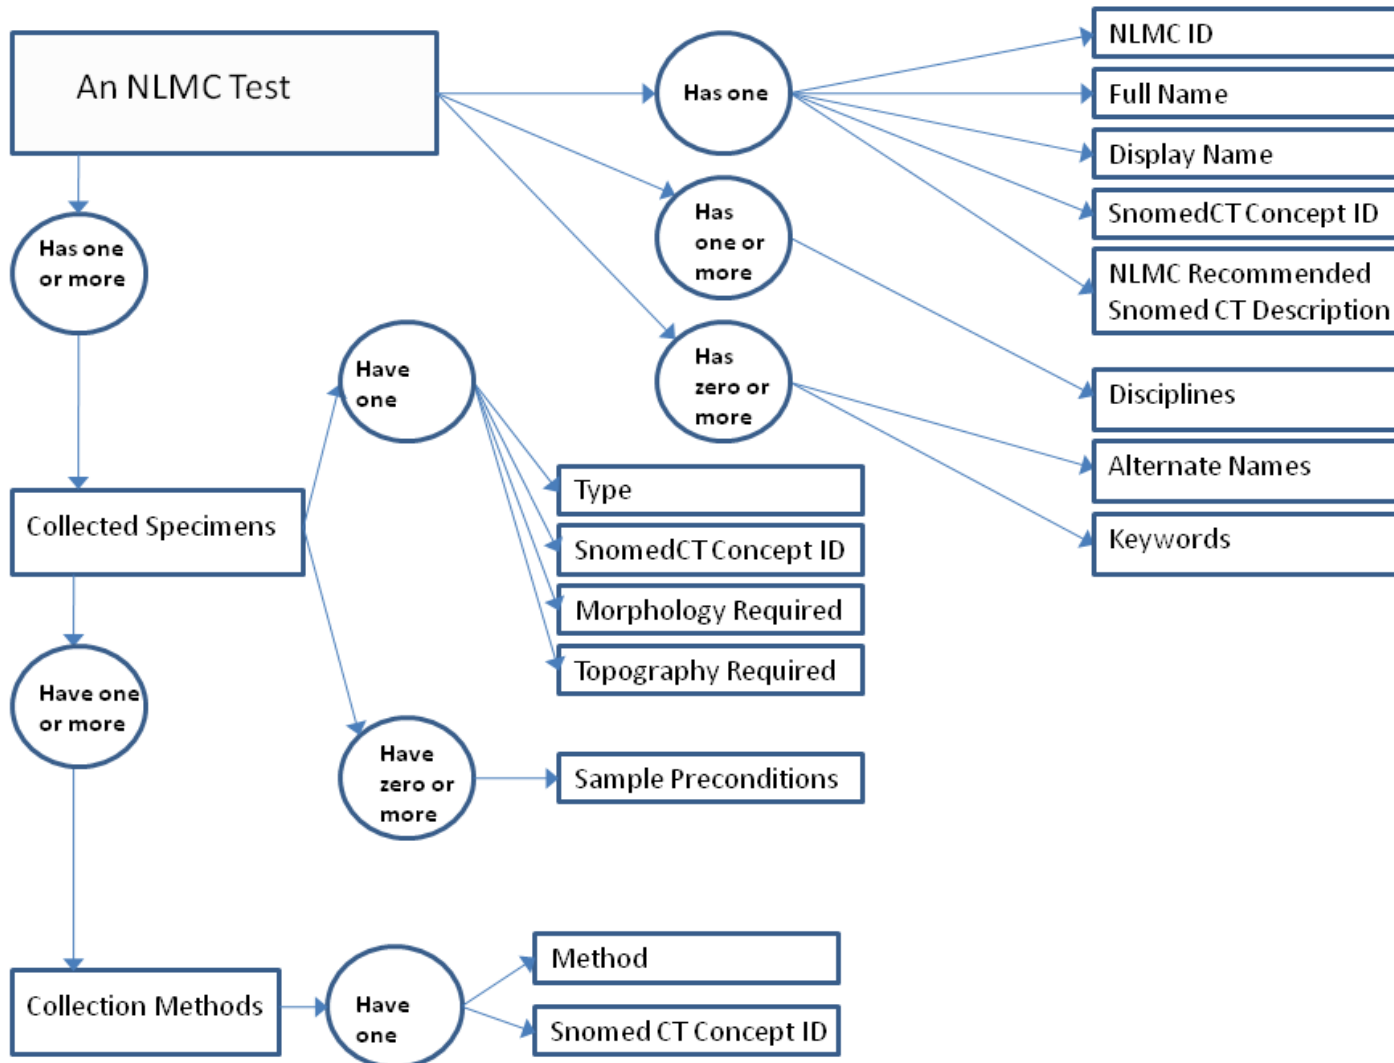 An NLMC Test
Has one
NLMC ID
Full Name
Display Name
SnomedCT Concept ID
NLMC Recommended
Snomed CT Description
Has
one or
more
Disciplines
Has
zero or
more
Alternate Names
Keywords
Has one
or more
Collected Specimens
Have
one
Type
SnomedCT Concept ID
Morphology Required
Topography Required
Have
zero or
more
Sample Preconditions
Have one
or more
Collection Methods
Have
one
Method
Snomed CT Concept ID